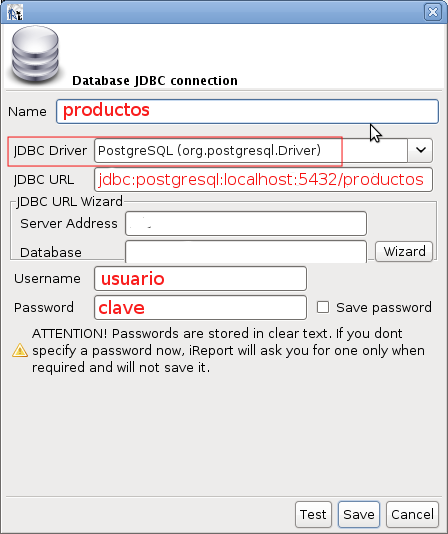 Database JDBC connection
Name productos
JDBC Driver PostgreSQL (org.postgresql.Driver)
JDBC URL jdbc:postgresql:localhost:5432/productos
JDBC URL Wizard
Server Address
Database Wizard
Username usuario
Password clave Save password
ATTENTION! Passwords are stored in clear text. If you dont
specify a password now, iReport will ask you for one only when
required and will not save it.
Test Save Cancel